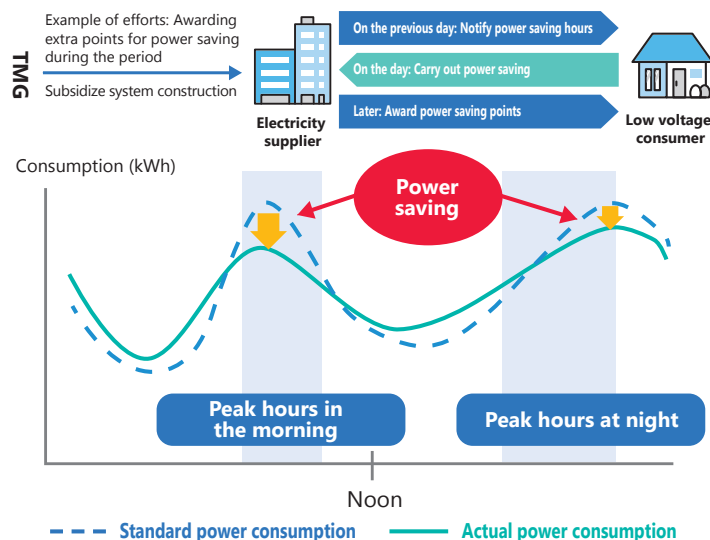 TMG
Example of efforts: Awarding
extra points for power saving
during the period
Subsidize system construction
Electricity
supplier
On the previous day: Notify power saving hours
On the day: Carry out power saving
Later: Award power saving points
Low voltage
consumer
Consumption (kWh)
Power
saving
Peak hours in
the morning
Peak hours at night
Noon
Standard power consumption
Actual power consumption